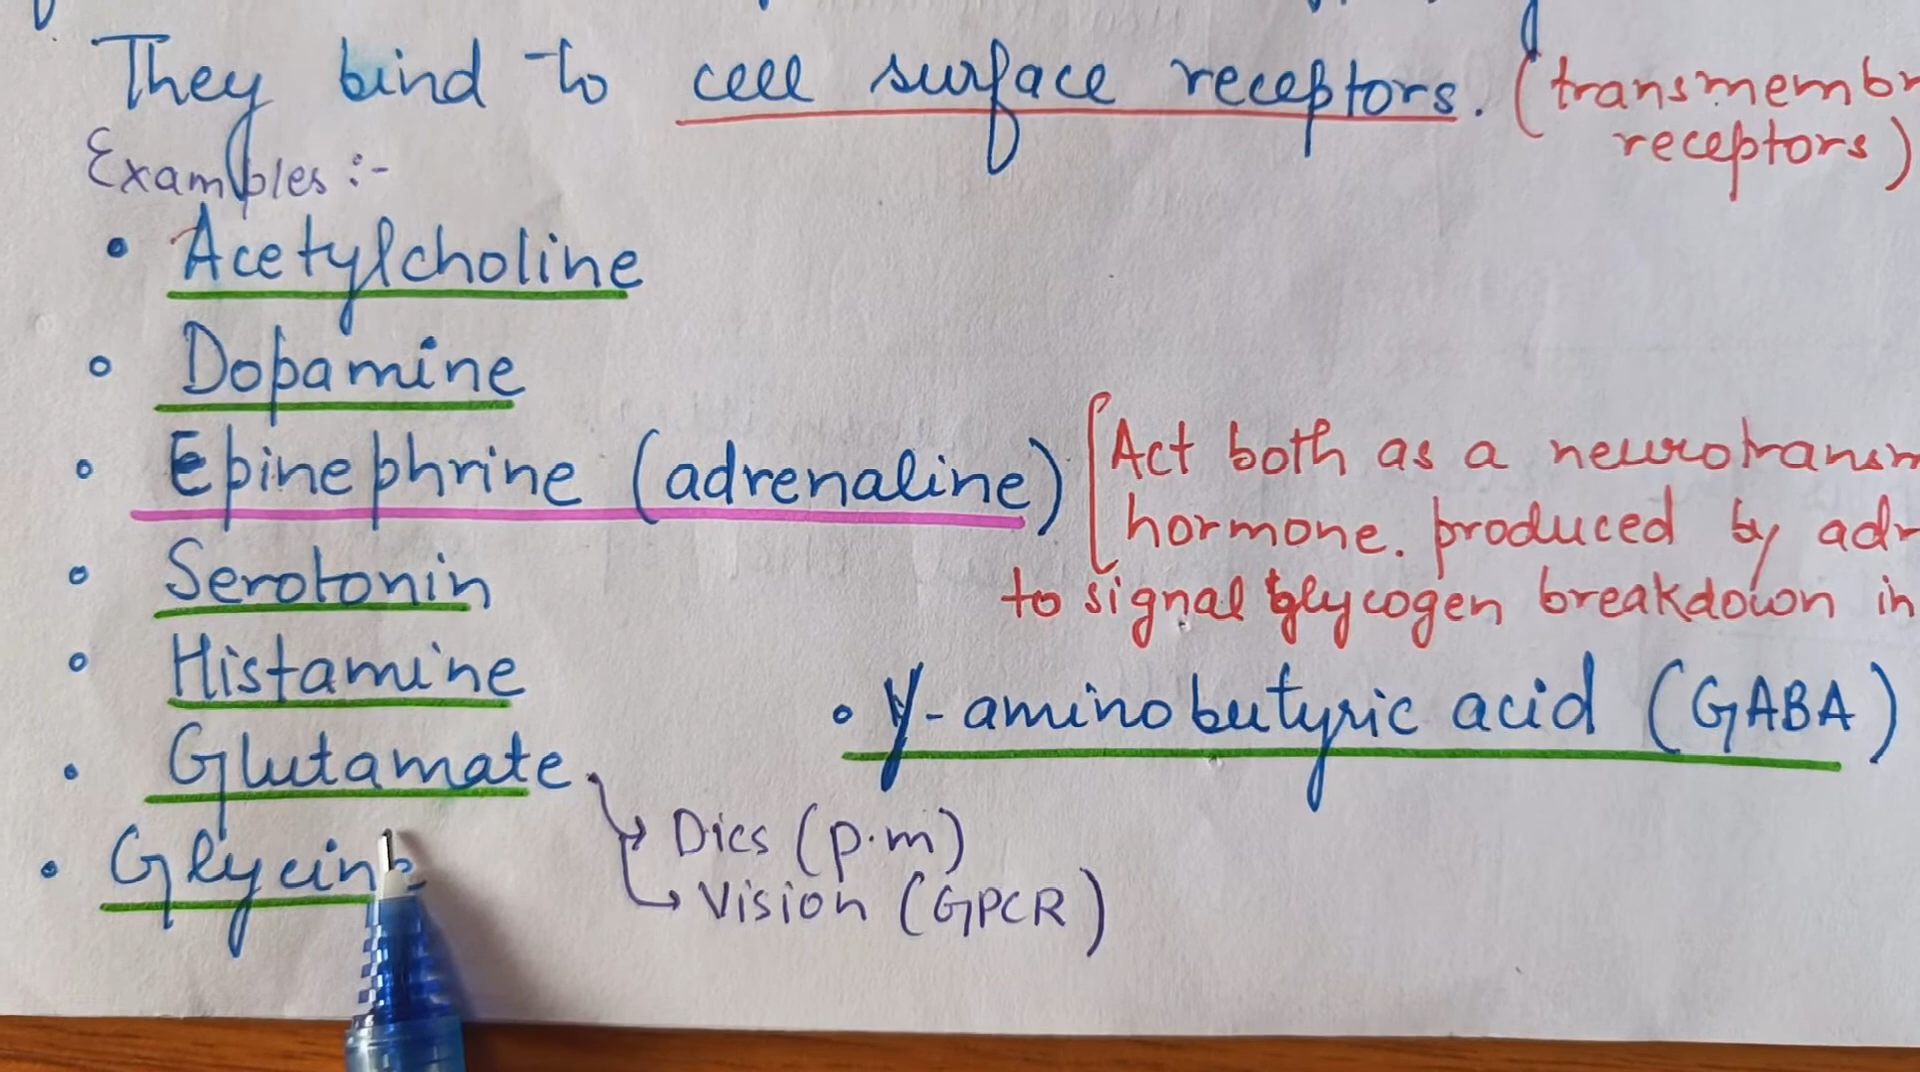 They bind to cell surface receptors. (transmembr
receptors)
Examples :-
• Acetylcholine
• Dopamine
• Epinephrine (adrenaline) [Act both as a neurotransm
hormone. produced by adr
to signal glycogen breakdown in
• Serotonin
• Histamine
• γ-aminobutyric acid (GABA)
• Glutamate
→ Dics (p.m)
→ Vision (GPCR)
• Glycine